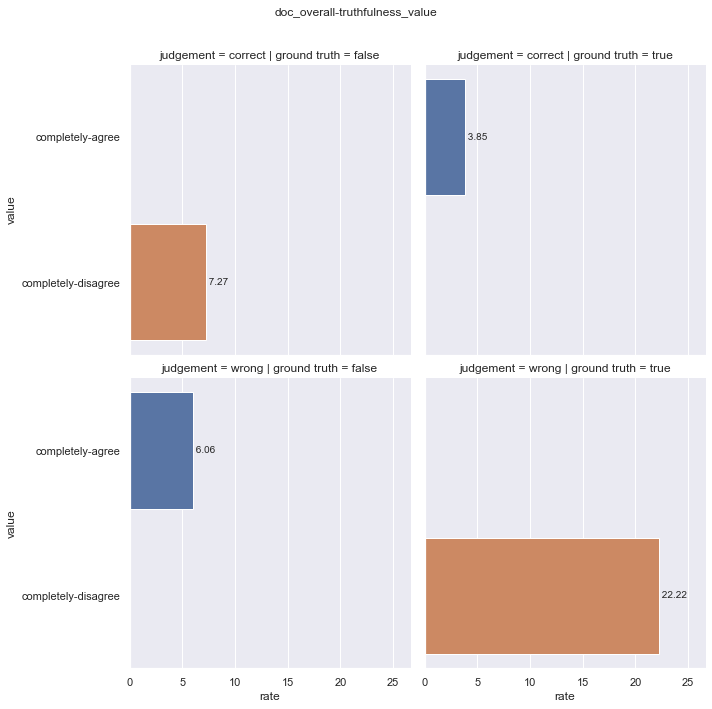 doc_overall-truthfulness_value
judgement = correct | ground truth = false
judgement = correct | ground truth = true
completely-agree
3.85
value
completely-disagree
7.27
judgement = wrong | ground truth = false
judgement = wrong | ground truth = true
completely-agree
6.06
value
completely-disagree
22.22
0 5 10 15 20 25
0 5 10 15 20 25
rate
rate